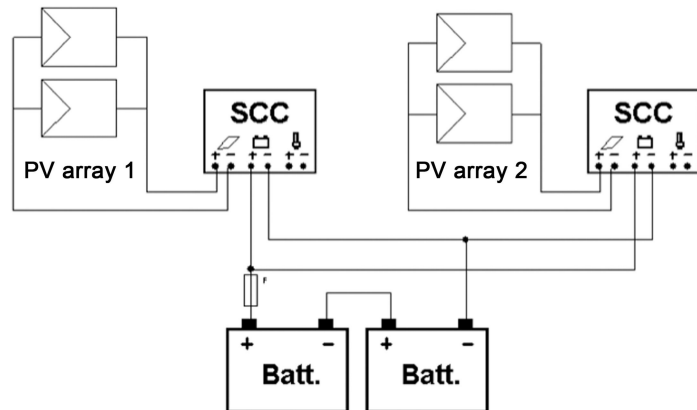 SCC
+ − + − + −
PV array 1
SCC
+ − + − + −
PV array 2
F
+ −
Batt.
+ −
Batt.